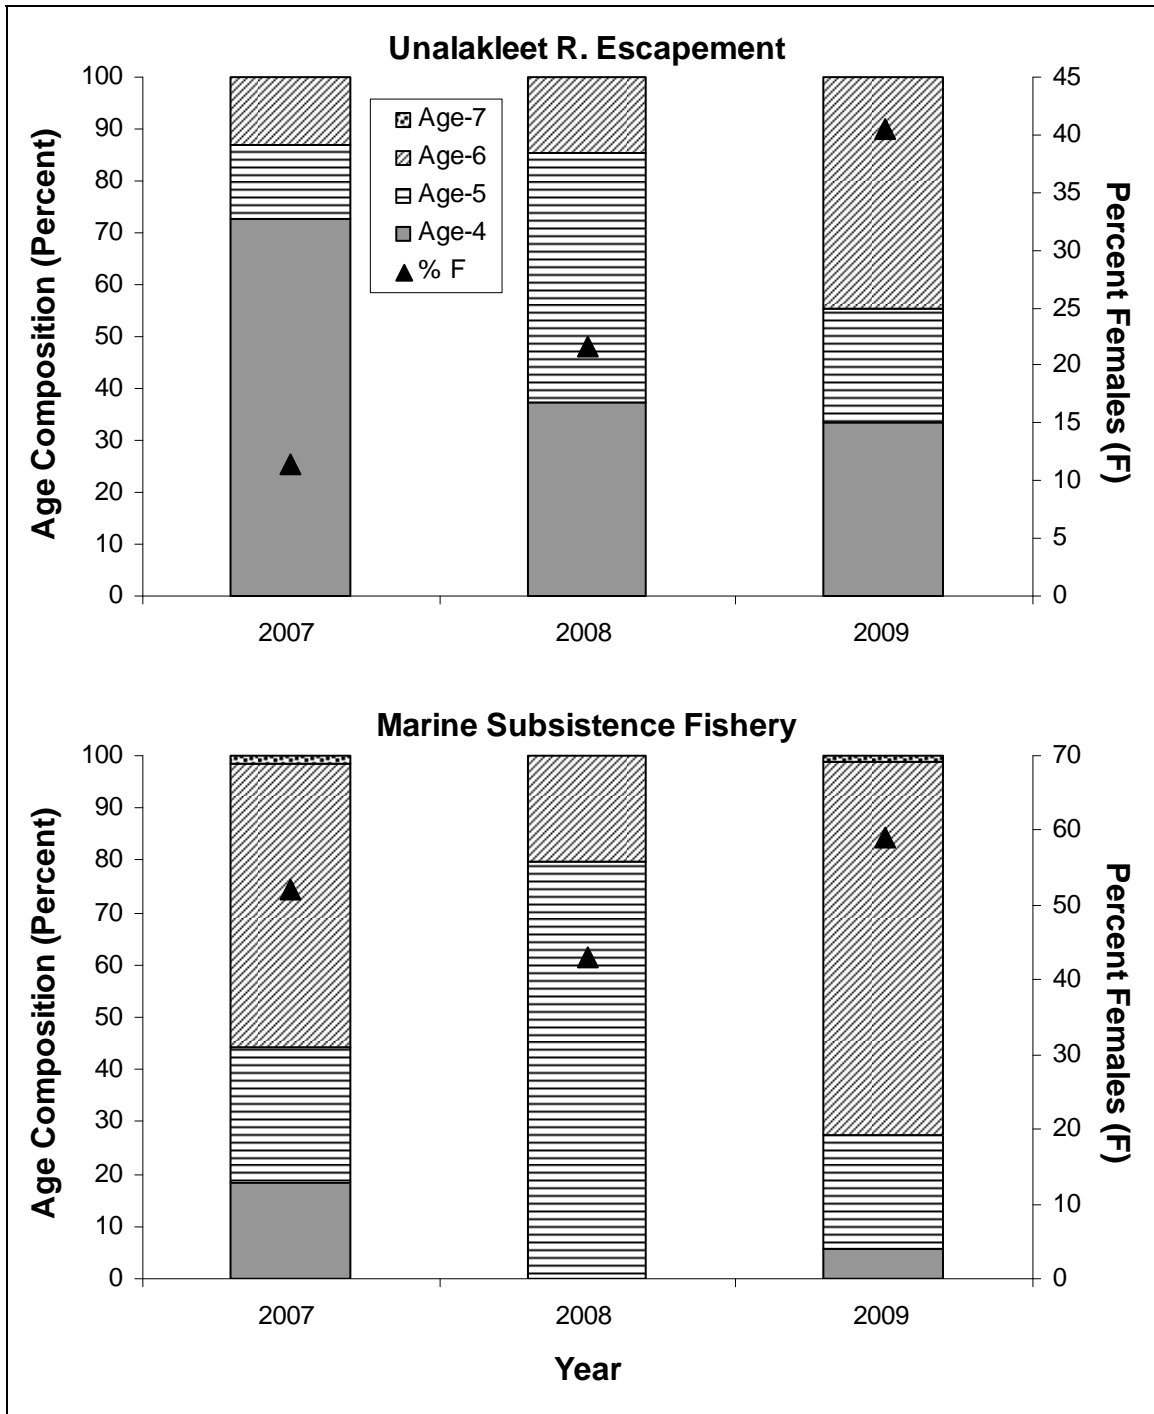 Unalakleet R. Escapement
Age Composition (Percent)
100
90
80
70
60
50
40
30
20
10
0
Age-7
Age-6
Age-5
Age-4
% F
45
40
35
30
25
20
15
10
5
0
Percent Females (F)
2007 2008 2009
Marine Subsistence Fishery
Age Composition (Percent)
100
90
80
70
60
50
40
30
20
10
0
70
60
50
40
30
20
10
0
Percent Females (F)
2007 2008 2009
Year